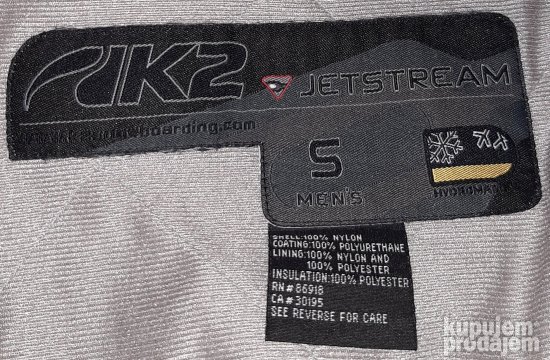 K2
JETSTREAM
S
MEN'S
SHELL:100% NYLON
COATING:100% POLYURETHANE
LINING:100% NYLON AND
100% POLYESTER
INSULATION:100% POLYESTER
RN# 86918
CA# 30195
SEE REVERSE FOR CARE
kupujem
prodajem